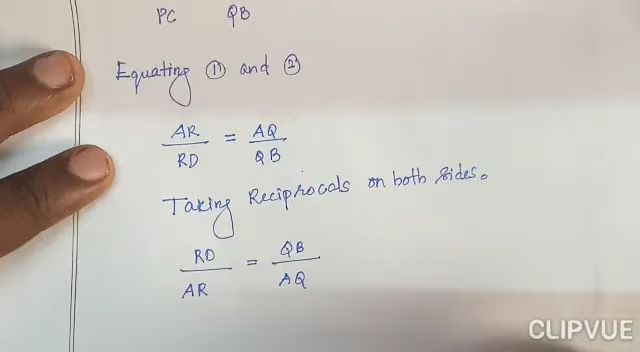 PC QB
Equating ① and ②
AR/RD = AQ/QB
Taking Reciprocals on both sides.
RD/AR = QB/AQ
CLIPVUE